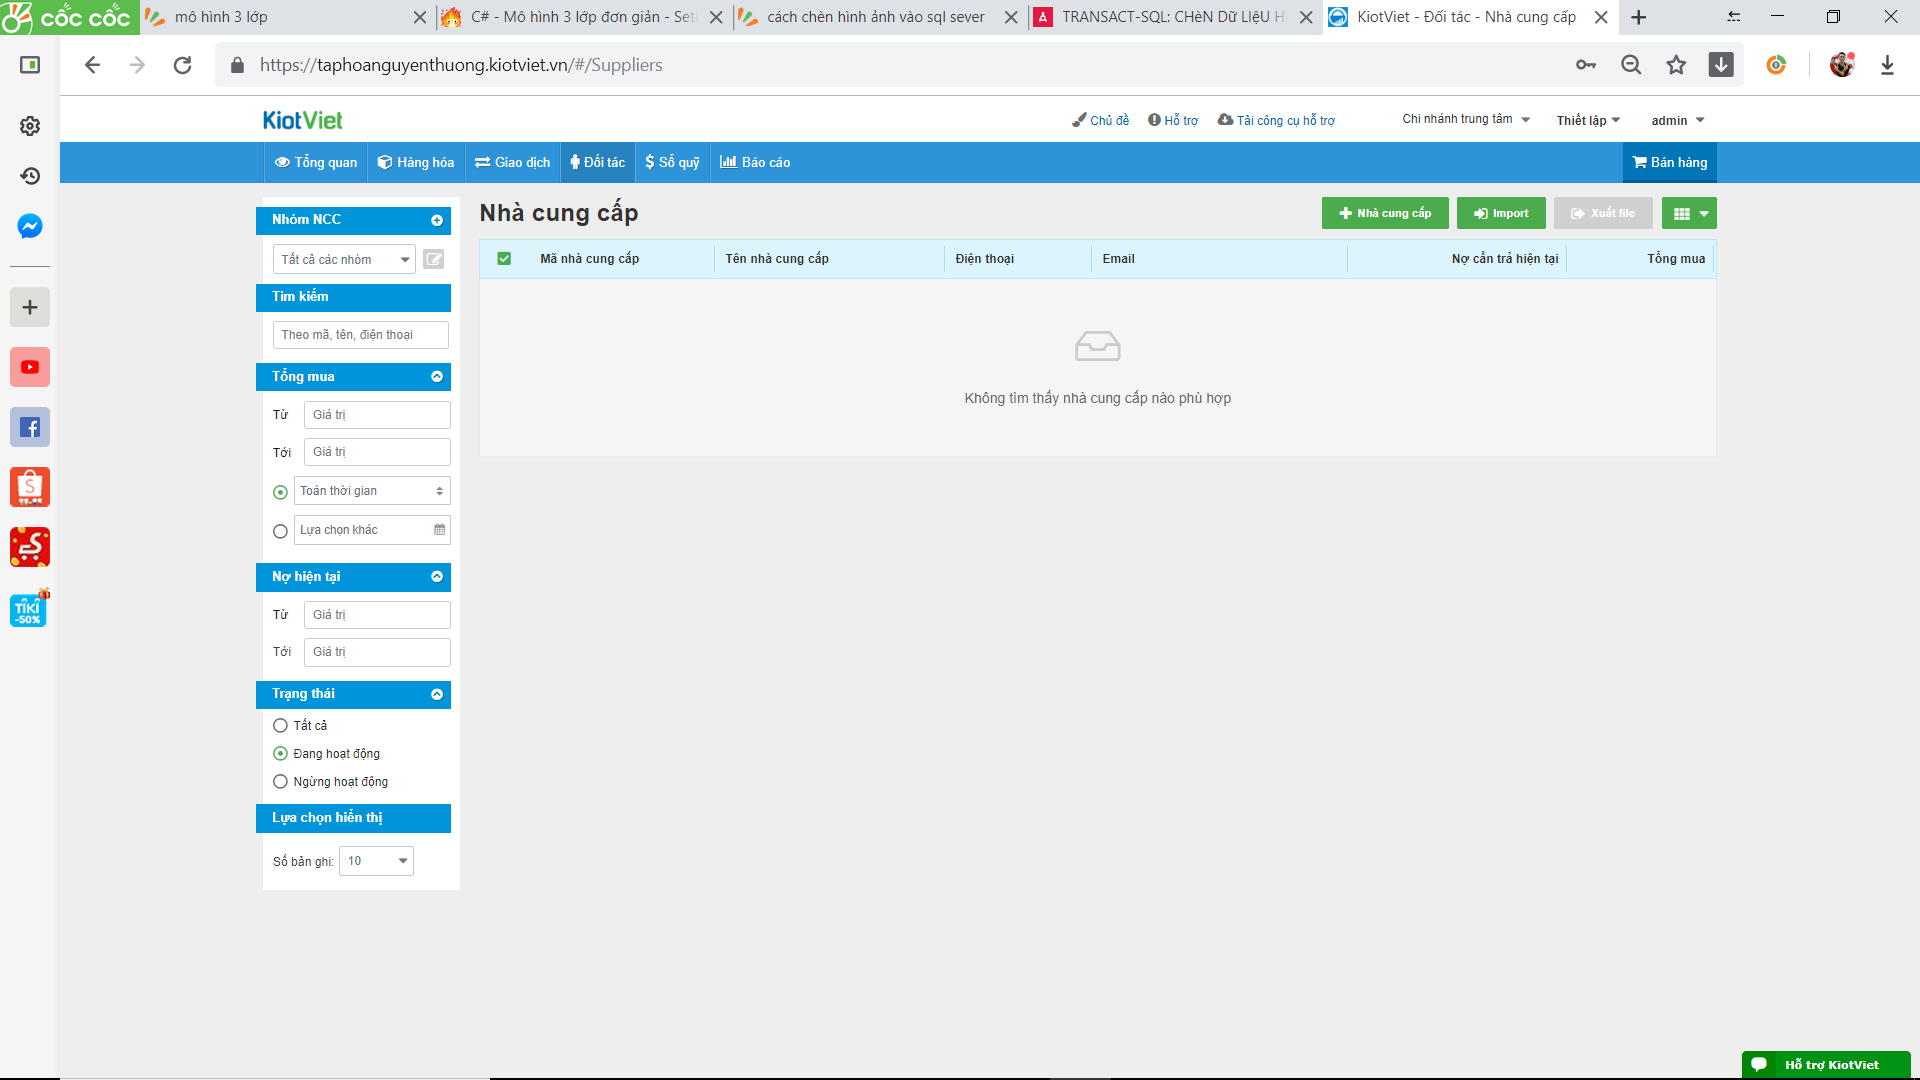 cốc cốc
mô hình 3 lớp
C# - Mô hình 3 lớp đơn giản - Set
cách chèn hình ảnh vào sql sever
TRANSACT-SQL: CHèN Dữ LIệU H
KiotViet - Đối tác - Nhà cung cấp
https://taphoanguyenthuong.kiotviet.vn/#/Suppliers
KiotViet
Chủ đề
Hỗ trợ
Tải công cụ hỗ trợ
Chi nhánh trung tâm
Thiết lập
admin
Tổng quan
Hàng hóa
Giao dịch
Đối tác
Sổ quỹ
Báo cáo
Bán hàng
Nhóm NCC
Tất cả các nhóm
Tìm kiếm
Theo mã, tên, điện thoại
Tổng mua
Từ
Giá trị
Tới
Giá trị
Toàn thời gian
Lựa chọn khác
Nợ hiện tại
Từ
Giá trị
Tới
Giá trị
Trạng thái
Tất cả
Đang hoạt động
Ngừng hoạt động
Lựa chọn hiển thị
Số bản ghi:
10
Nhà cung cấp
Nhà cung cấp
Import
Xuất file
Mã nhà cung cấp
Tên nhà cung cấp
Điện thoại
Email
Nợ cần trả hiện tại
Tổng mua
Không tìm thấy nhà cung cấp nào phù hợp
TIKI
-50%
Hỗ trợ KiotViet